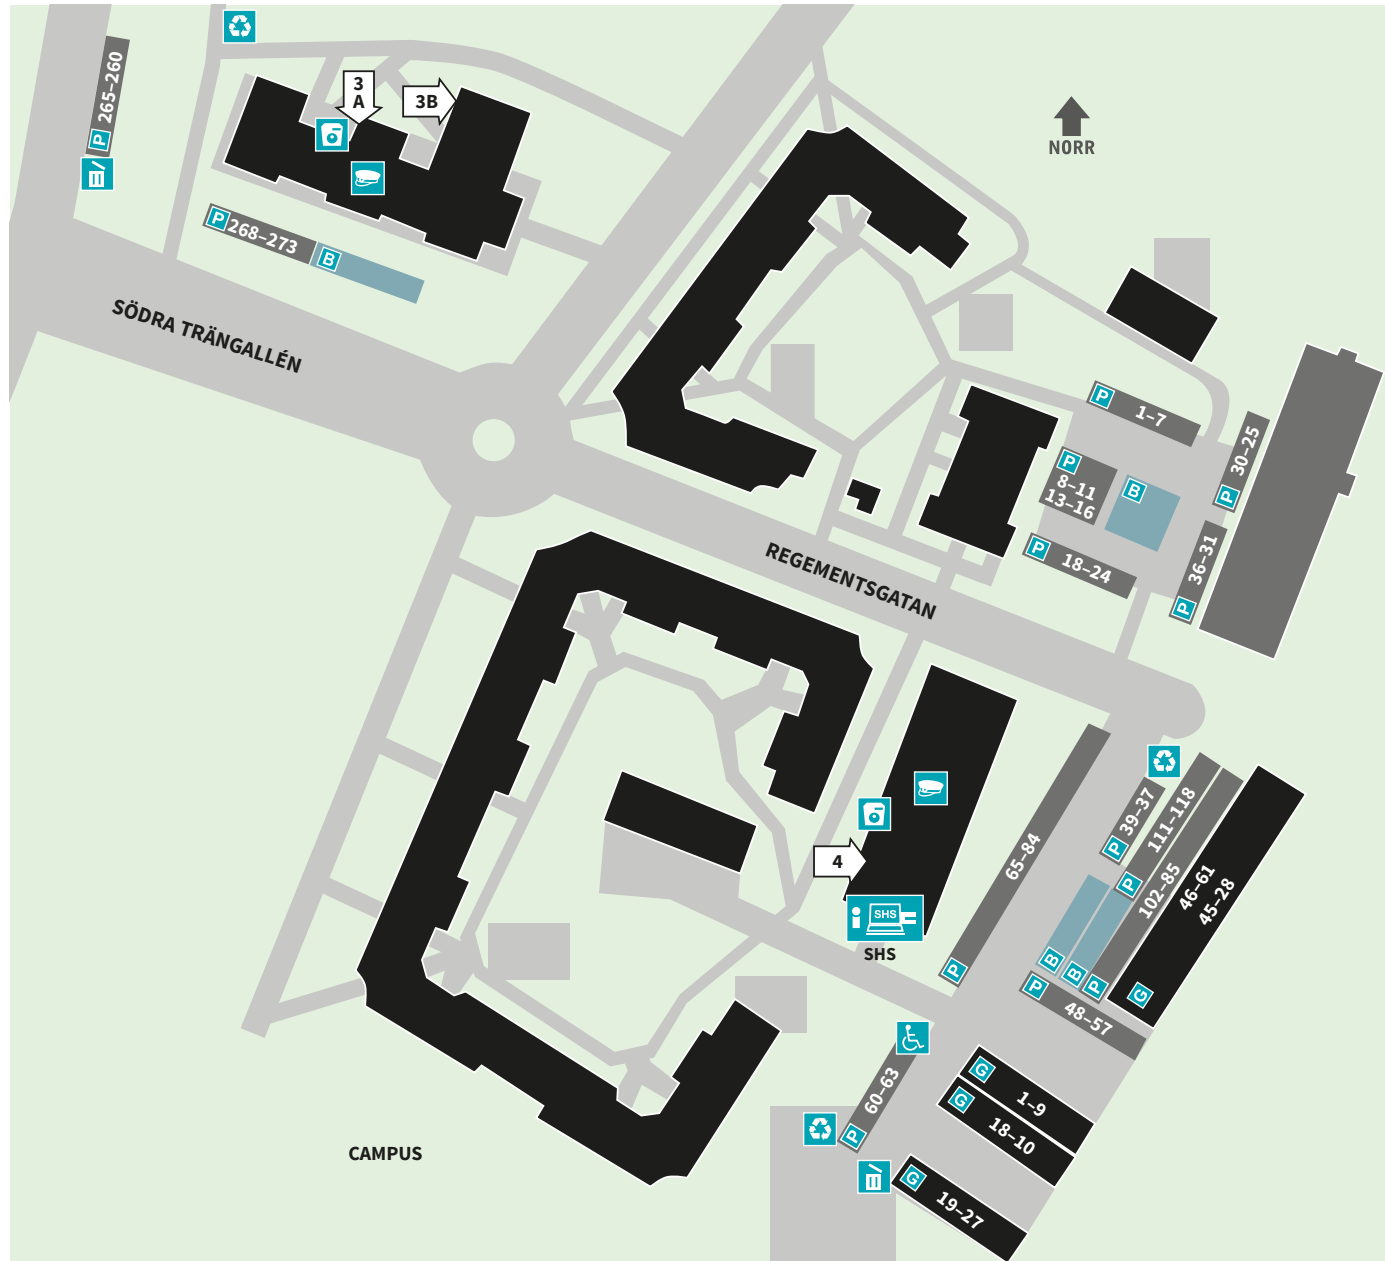 P 265–260
3
A
3B
NORR
P 268–273
B
SÖDRA TRÄNGALLÉN
P 1–7
P
8–11
13–16
B
30–25 P
P 18–24
36–31 P
REGEMENTSGATAN
65–84 P
39–37 P
111–118 P
102–85 P
46–61
45–28
G
B
B
4
SHS
SHS
P 48–57
60–63 P
G 1–9
G 18–10
G 19–27
CAMPUS